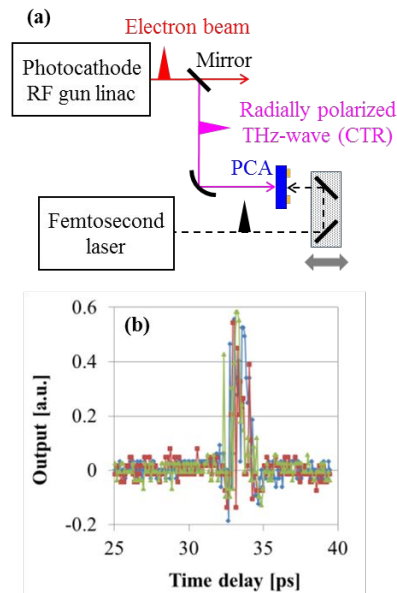 (a)
Electron beam
Photocathode
RF gun linac
Mirror
Radially polarized
THz-wave (CTR)
PCA
Femtosecond
laser
(b)
Output [a.u.]
0.6
0.4
0.2
0
-0.2
25
30
35
40
Time delay [ps]